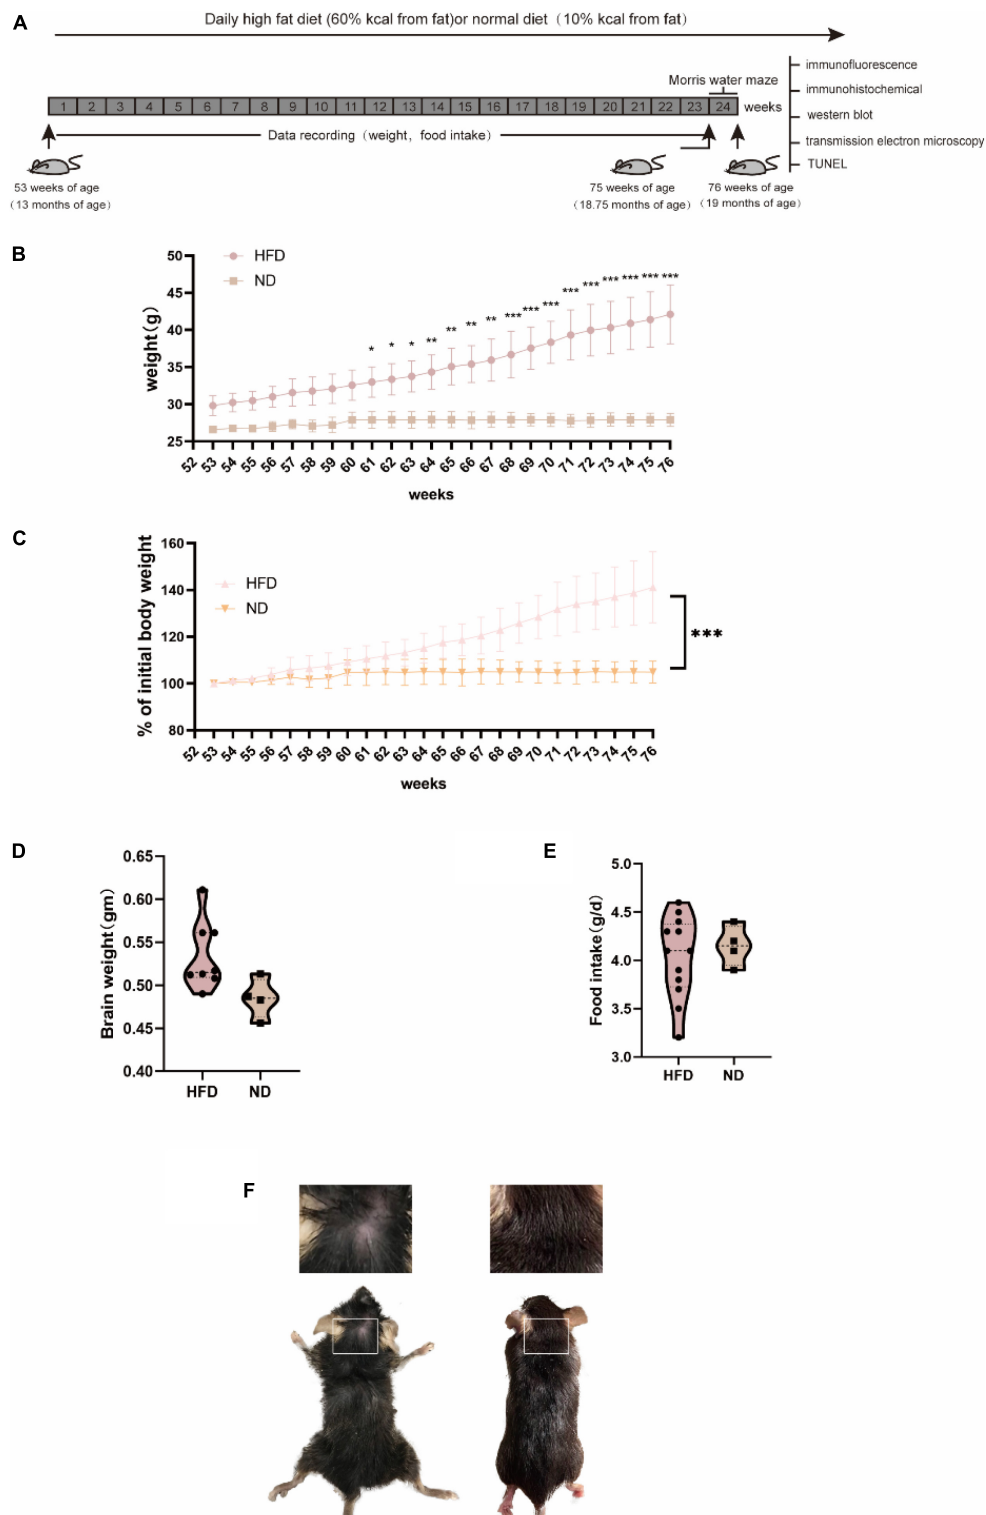 A
Daily high fat diet (60% kcal from fat)or normal diet（10% kcal from fat）
Morris water maze
1 2 3 4 5 6 7 8 9 10 11 12 13 14 15 16 17 18 19 20 21 22 23 24 weeks
Data recording（weight，food intake）
immunofluorescence
immunohistochemical
western blot
transmission electron microscopy
TUNEL
53 weeks of age
（13 months of age）
75 weeks of age
（18.75 months of age）
76 weeks of age
（19 months of age）
B
HFD
ND
weight（g）
50
45
40
35
30
25
* * * ** ** ** ** *** *** *** *** *** *** *** *** ***
52 53 54 55 56 57 58 59 60 61 62 63 64 65 66 67 68 69 70 71 72 73 74 75 76
weeks
C
HFD
ND
% of initial body weight
160
140
120
100
80
***
52 53 54 55 56 57 58 59 60 61 62 63 64 65 66 67 68 69 70 71 72 73 74 75 76
weeks
D
Brain weight（gm）
0.65
0.60
0.55
0.50
0.45
0.40
HFD ND
E
Food intake（g/d）
5.0
4.5
4.0
3.5
3.0
HFD ND
F